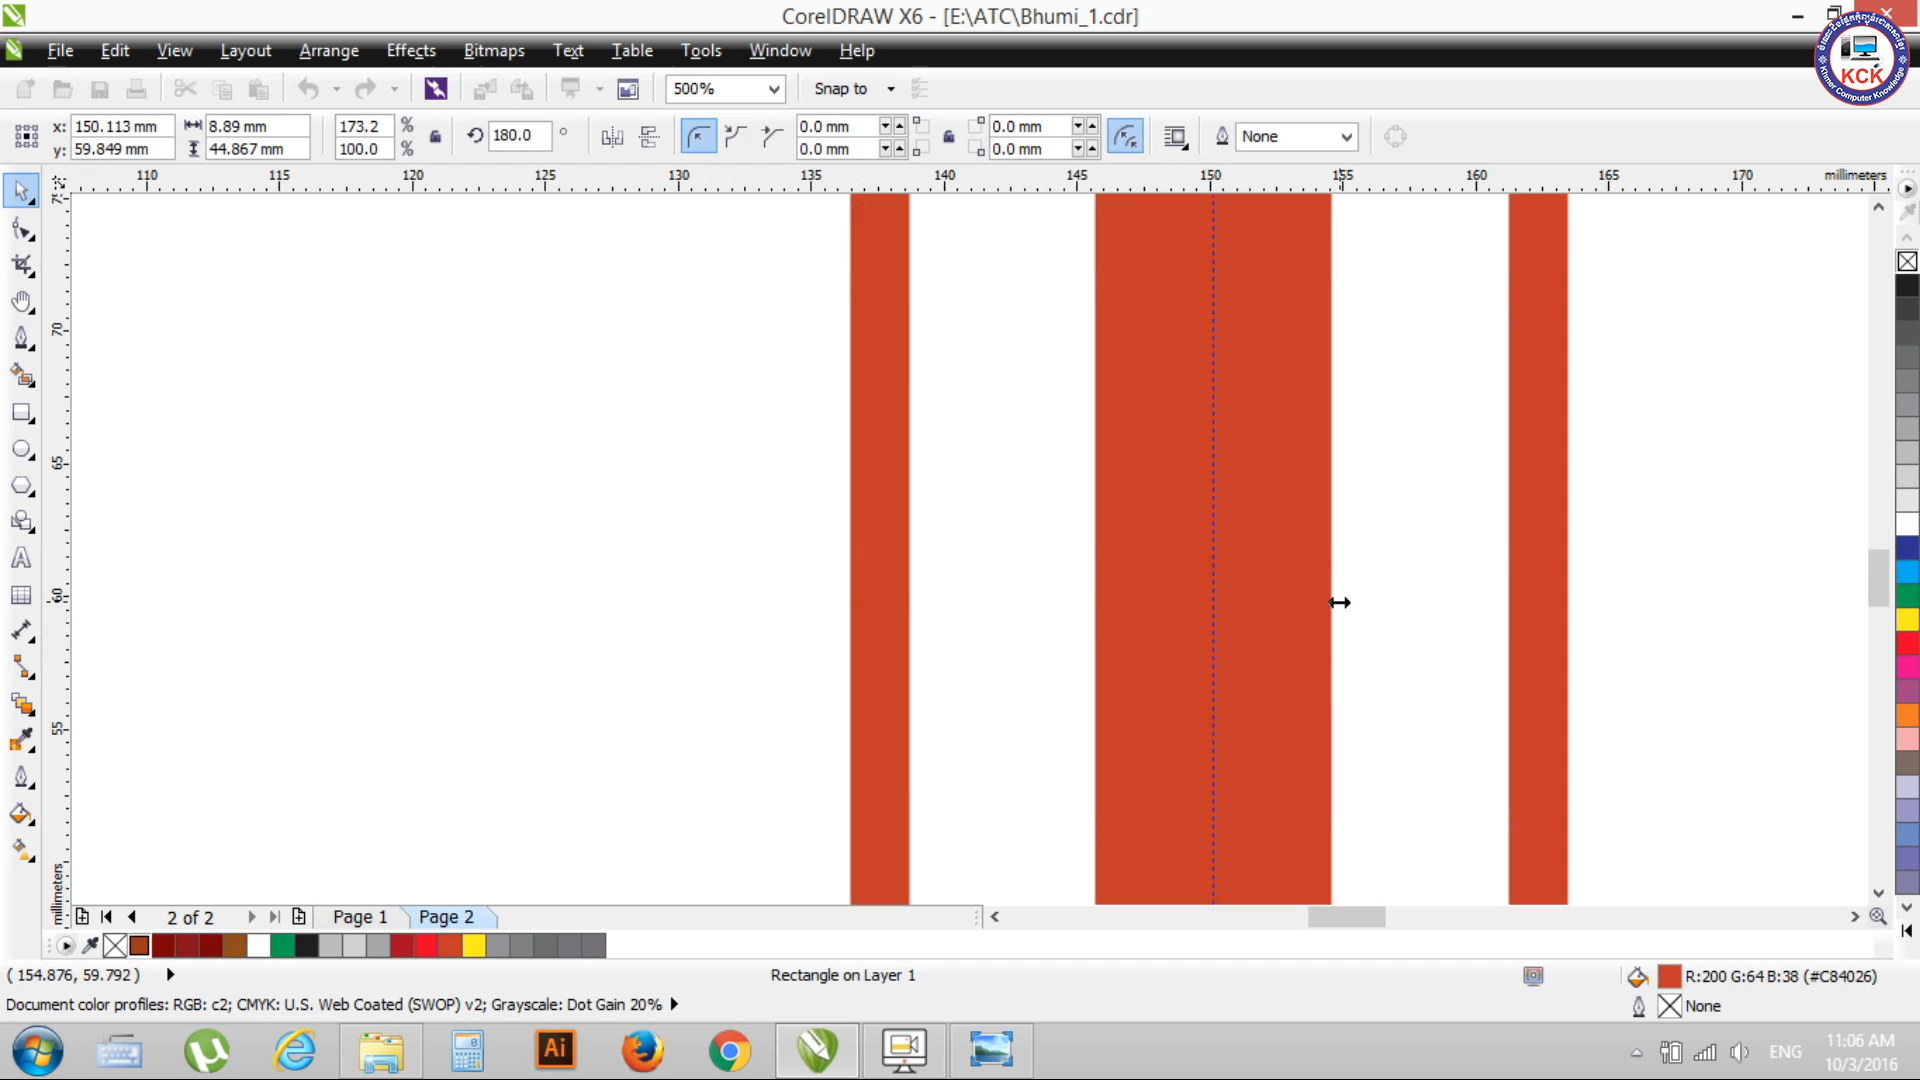 CorelDRAW X6 - [E:\ATC\Bhumi_1.cdr]
File Edit View Layout Arrange Effects Bitmaps Text Table Tools Window Help
KCK
Khmer Computer Knowledge
500% Snap to
x: 150.113 mm 8.89 mm 173.2 % 180.0 ° 0.0 mm 0.0 mm None
y: 59.849 mm 44.867 mm 100.0 % 0.0 mm 0.0 mm
110 115 120 125 130 135 140 145 150 155 160 165 170 millimeters
75
70
65
60
55
millimeters
2 of 2 Page 1 Page 2
( 154.876, 59.792 ) Rectangle on Layer 1 R:200 G:64 B:38 (#C84026)
Document color profiles: RGB: c2; CMYK: U.S. Web Coated (SWOP) v2; Grayscale: Dot Gain 20% None
Ai
ENG
11:06 AM
10/3/2016